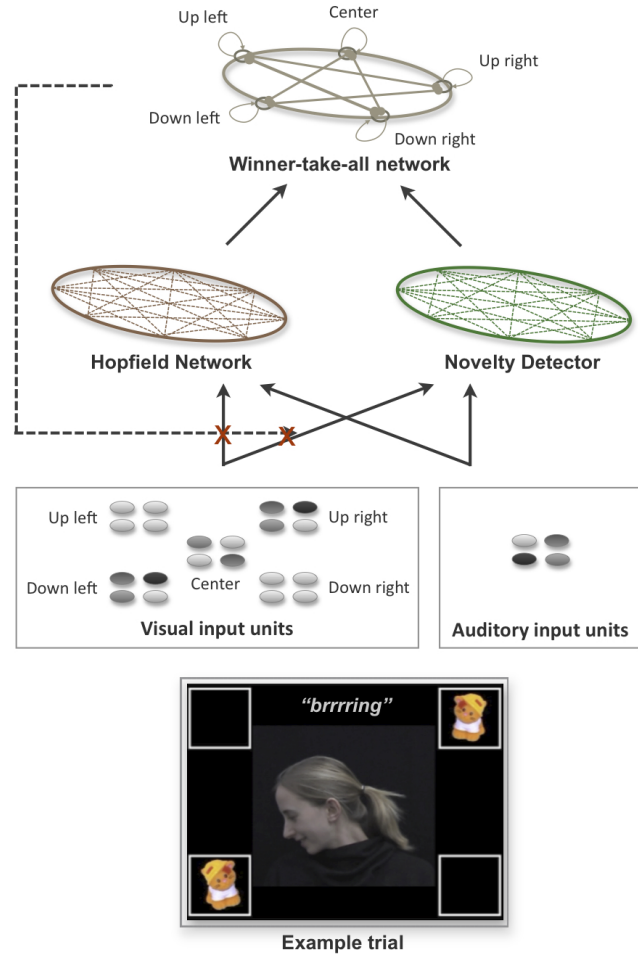 Up left
Center
Up right
Down left
Down right
Winner-take-all network
Hopfield Network
Novelty Detector
X
X
Up left
Up right
Down left
Center
Down right
Visual input units
Auditory input units
“brrrring”
Example trial